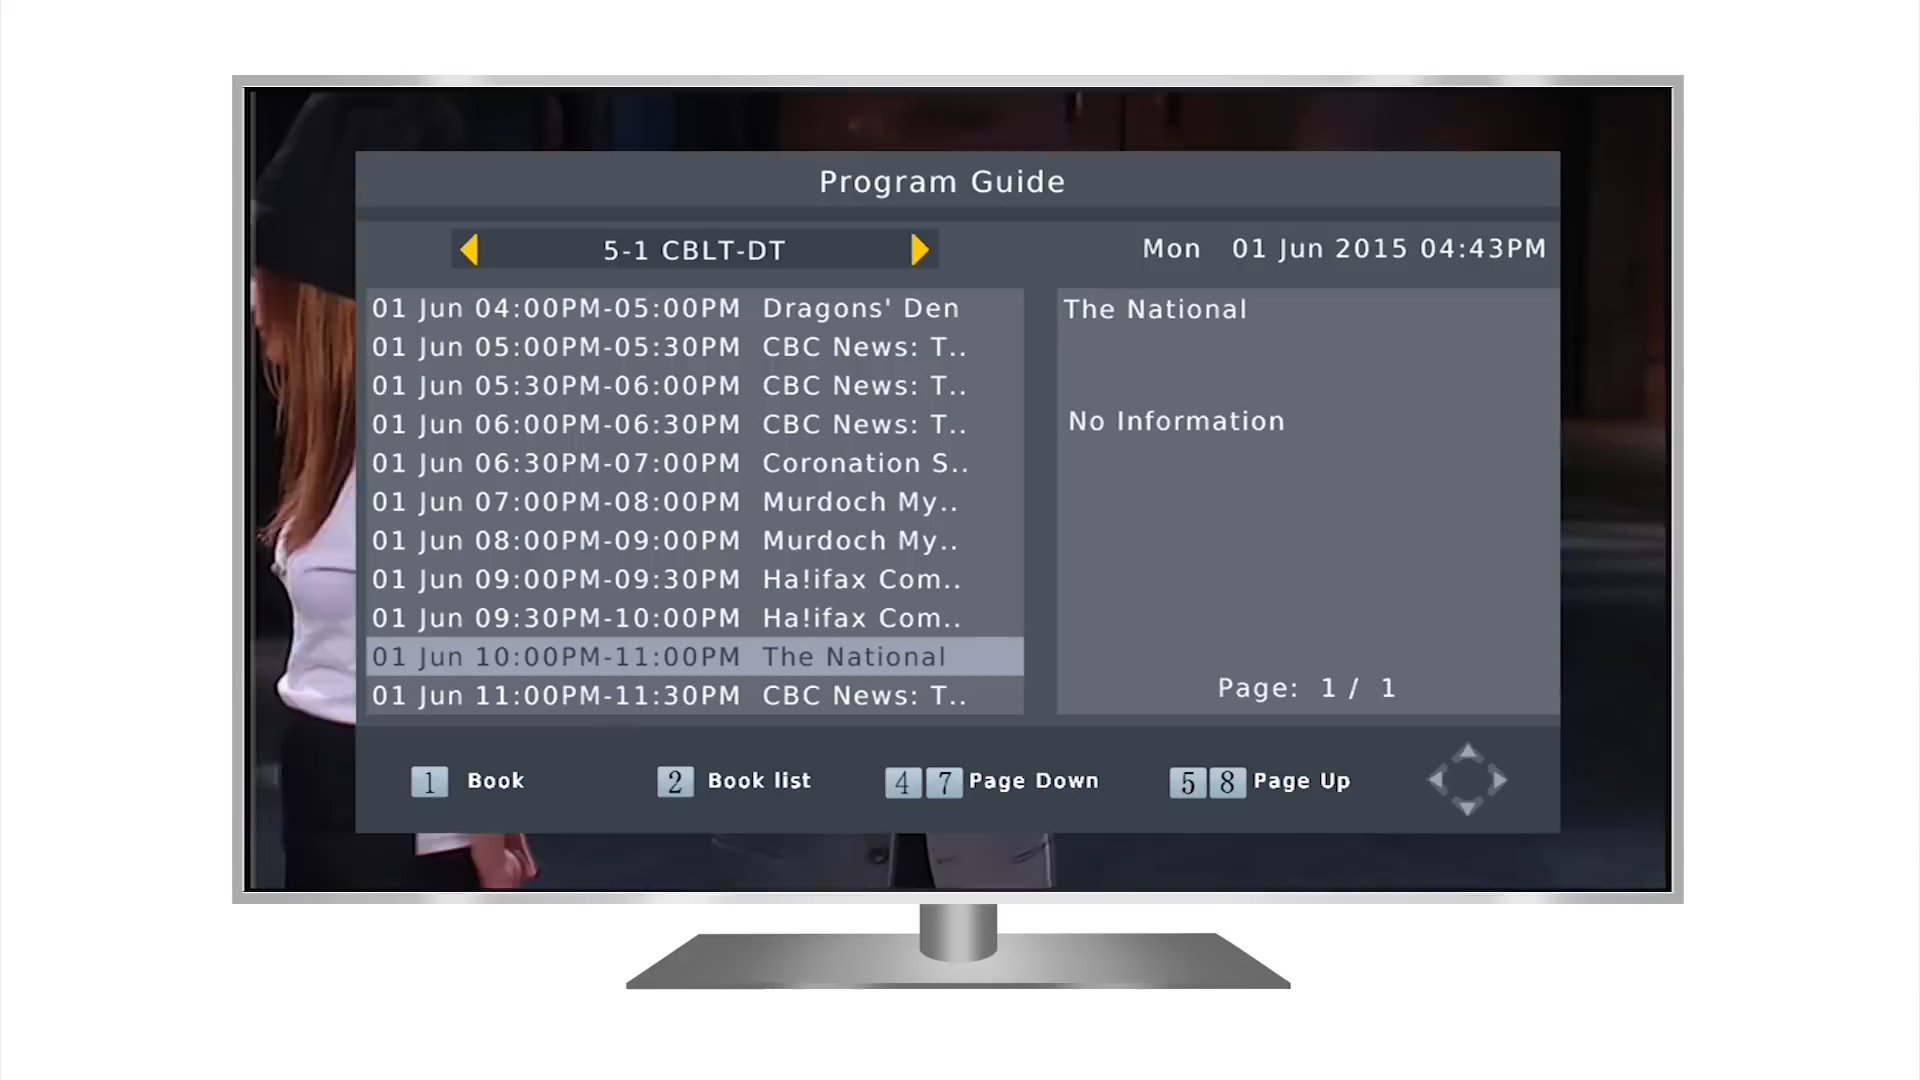 Program Guide
5-1 CBLT-DT
Mon 01 Jun 2015 04:43PM
01 Jun 04:00PM-05:00PM Dragons' Den
01 Jun 05:00PM-05:30PM CBC News: T..
01 Jun 05:30PM-06:00PM CBC News: T..
01 Jun 06:00PM-06:30PM CBC News: T..
01 Jun 06:30PM-07:00PM Coronation S..
01 Jun 07:00PM-08:00PM Murdoch My..
01 Jun 08:00PM-09:00PM Murdoch My..
01 Jun 09:00PM-09:30PM Ha!ifax Com..
01 Jun 09:30PM-10:00PM Ha!ifax Com..
01 Jun 10:00PM-11:00PM The National
01 Jun 11:00PM-11:30PM CBC News: T..
The National
No Information
Page: 1 / 1
1 Book
2 Book list
4 7 Page Down
5 8 Page Up